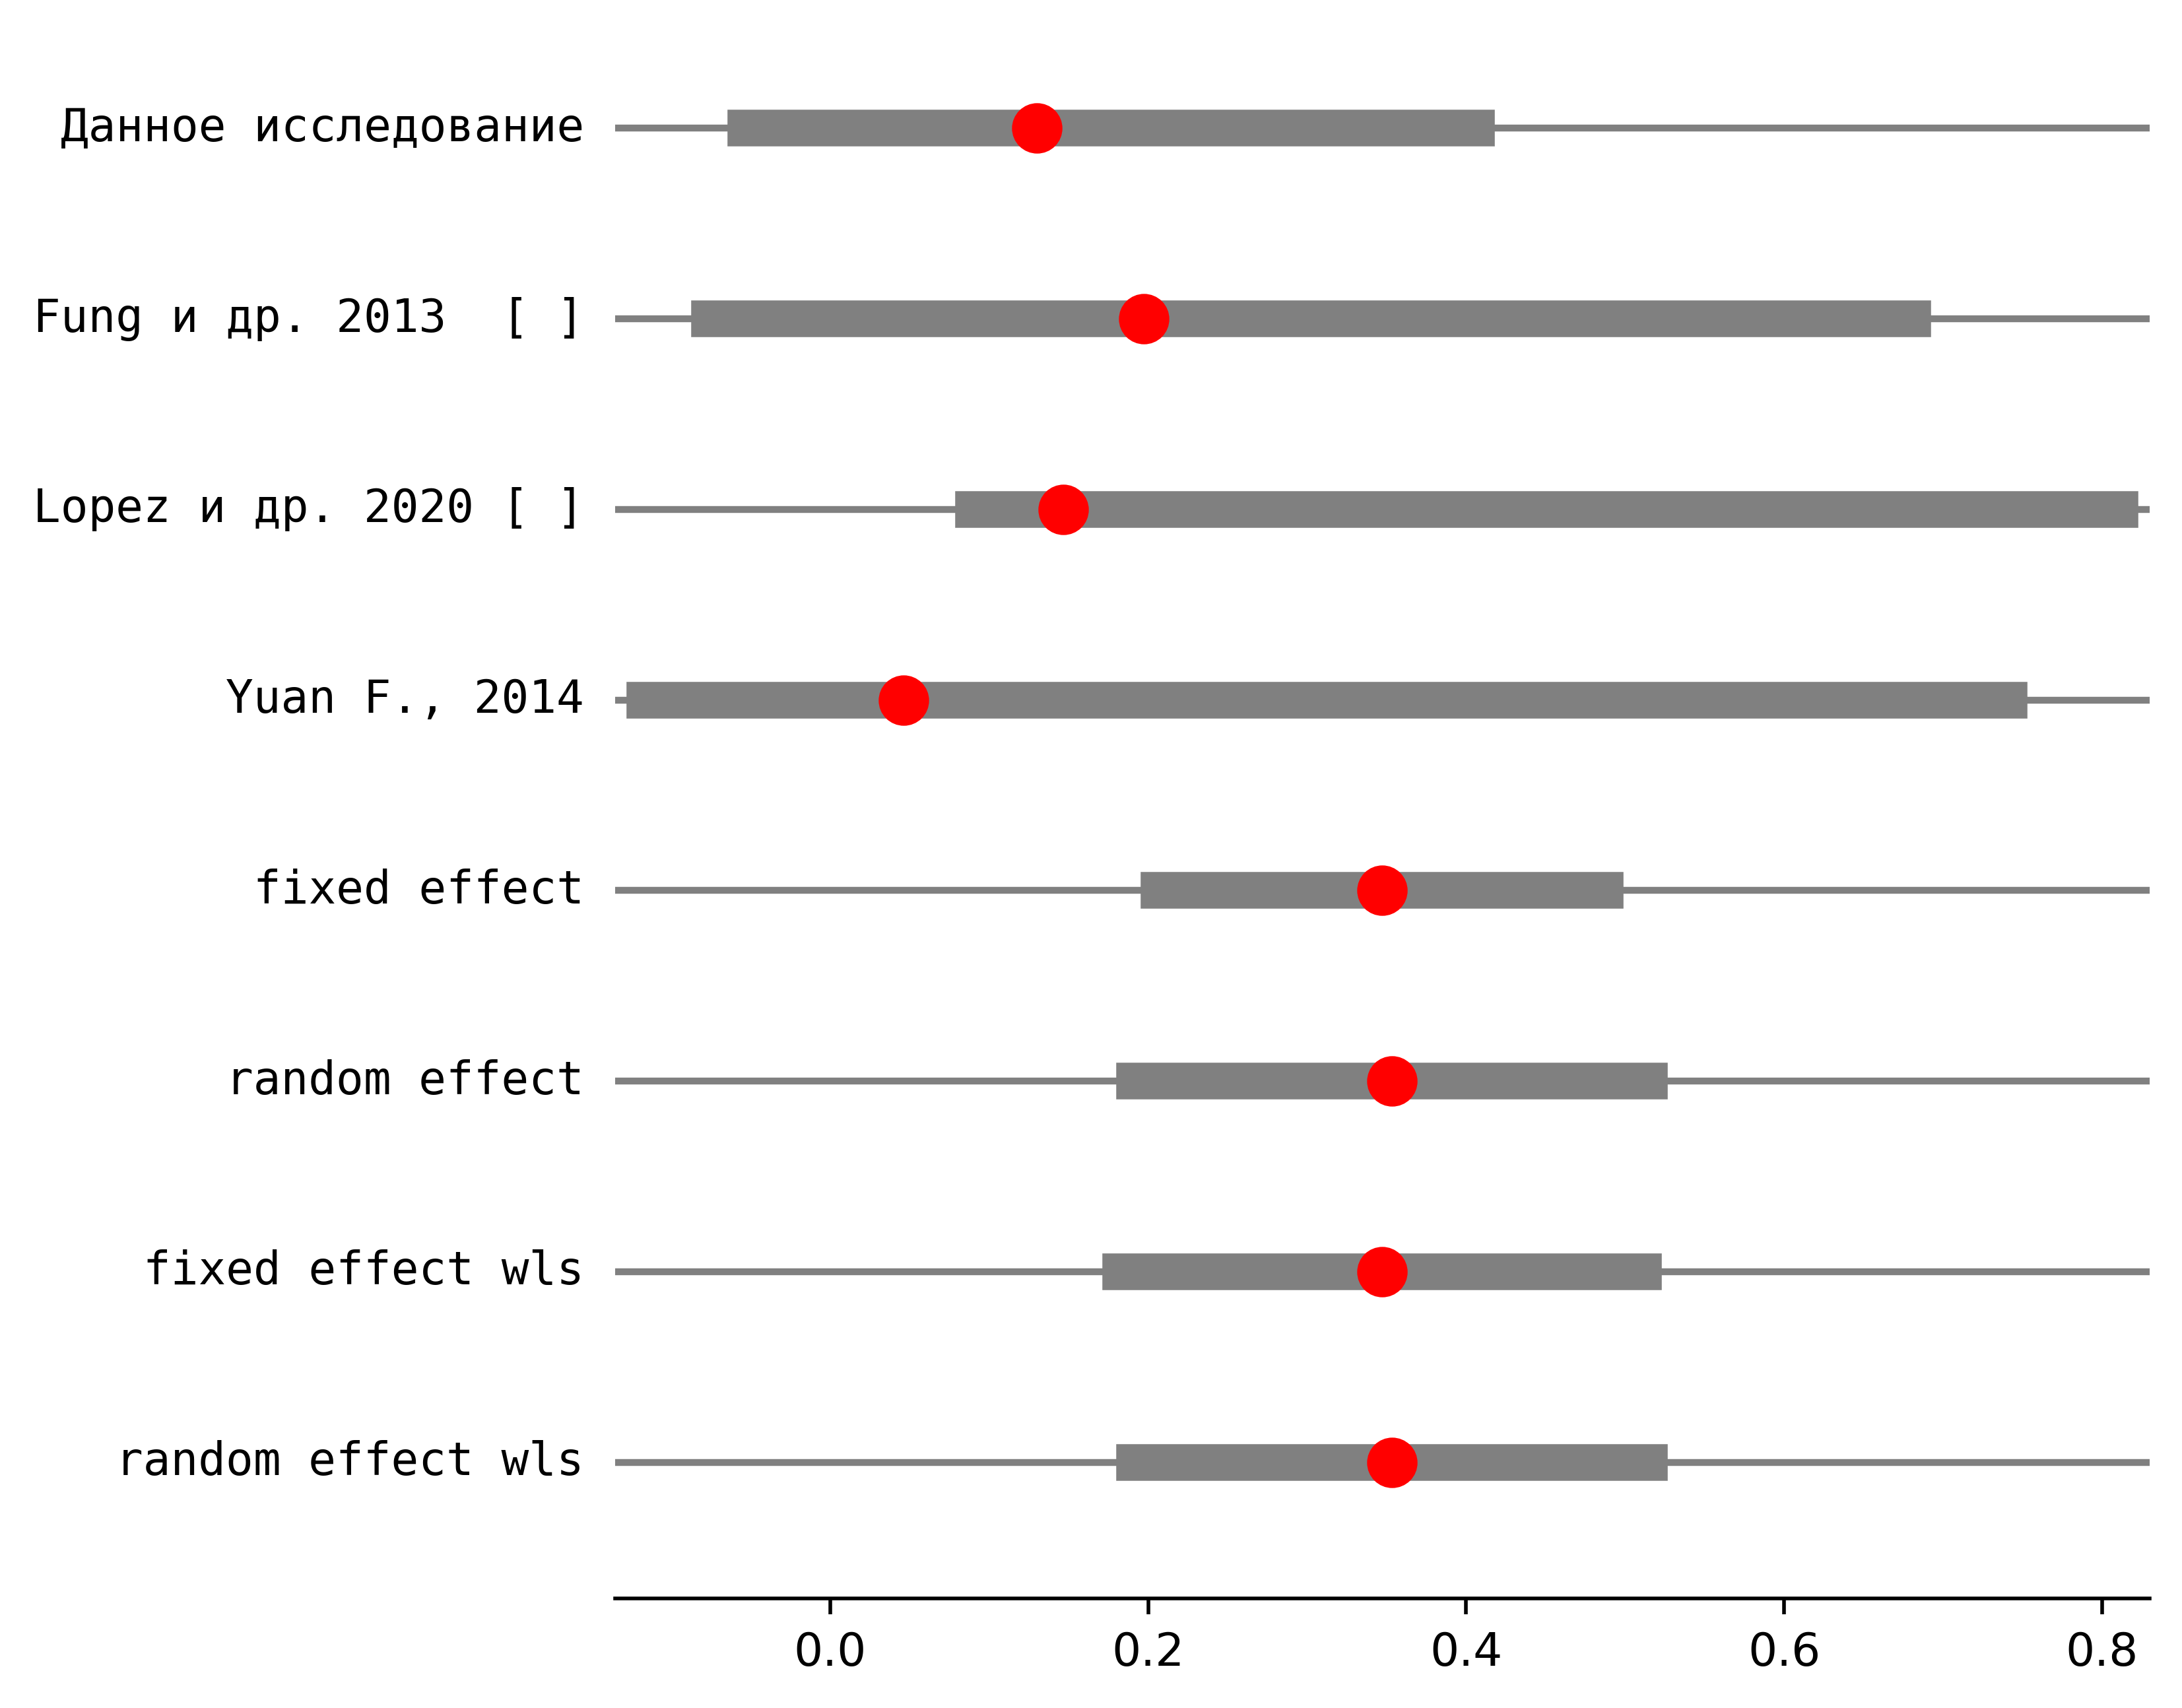 Данное исследование
Fung и др. 2013  [ ]
Lopez и др. 2020 [ ]
Yuan F., 2014
fixed effect
random effect
fixed effect wls
random effect wls
0.0 0.2 0.4 0.6 0.8